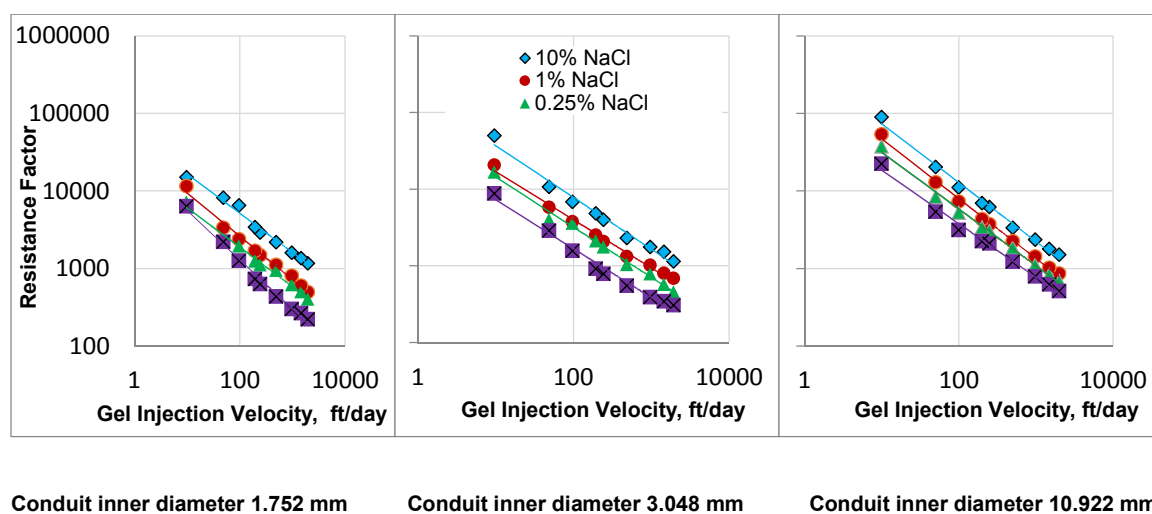 1000000
100000
10000
1000
100
Resistance Factor
1 100 10000
Gel Injection Velocity, ft/day
10% NaCl
1% NaCl
0.25% NaCl
1 100 10000
Gel Injection Velocity, ft/day
1 100 10000
Gel Injection Velocity, ft/day
Conduit inner diameter 1.752 mm
Conduit inner diameter 3.048 mm
Conduit inner diameter 10.922 mm